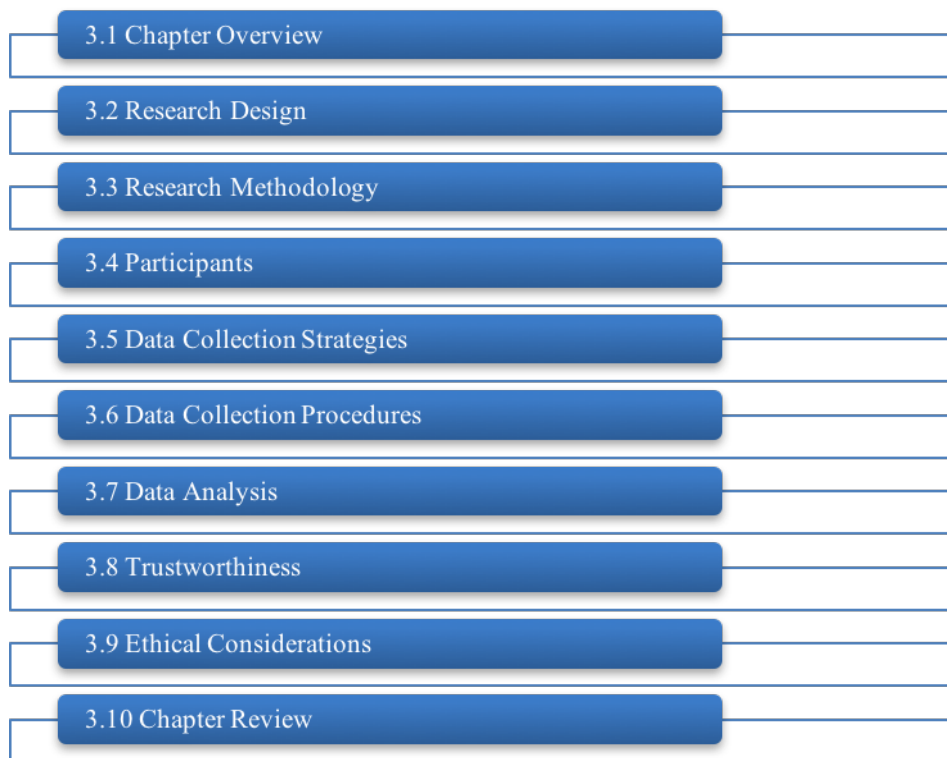 3.1 Chapter Overview
3.2 Research Design
3.3 Research Methodology
3.4 Participants
3.5 Data Collection Strategies
3.6 Data Collection Procedures
3.7 Data Analysis
3.8 Trustworthiness
3.9 Ethical Considerations
3.10 Chapter Review